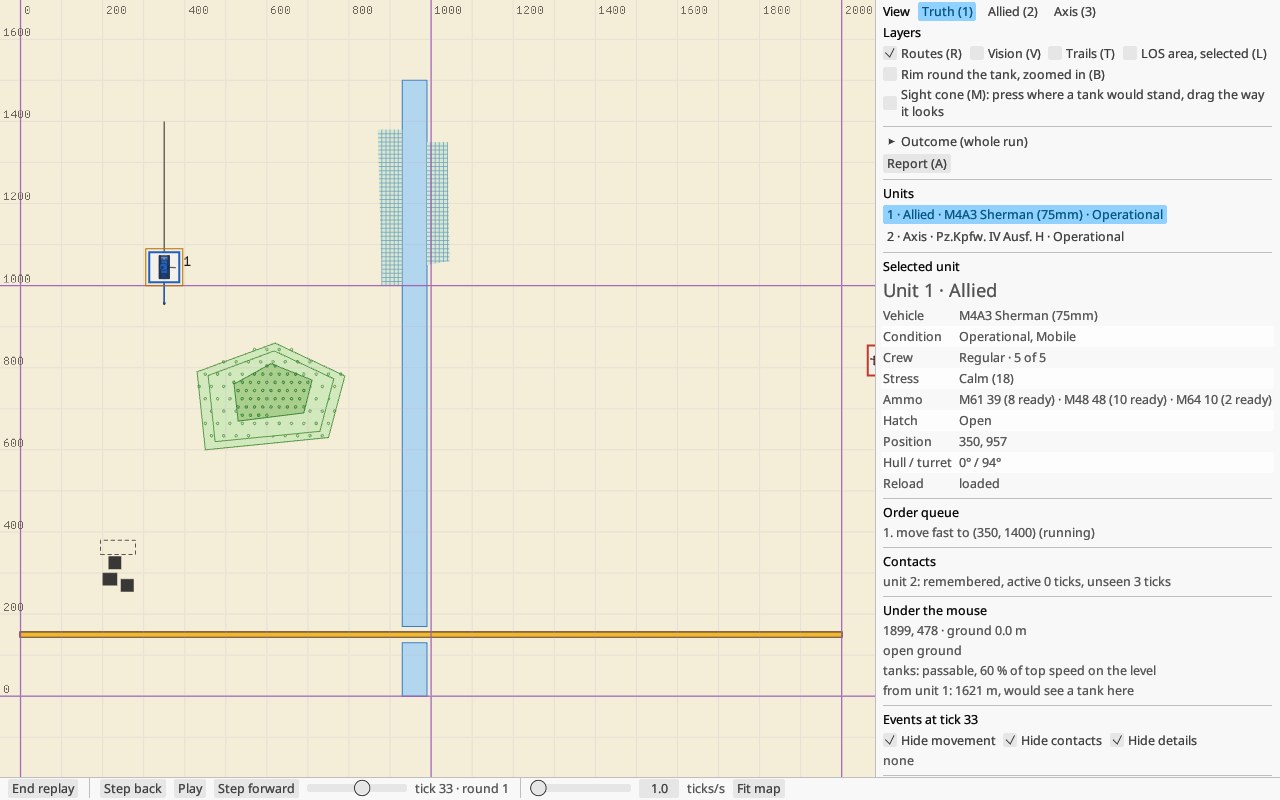 0 200 400 600 800 1000 1200 1400 1600 1800 2000
1600
1400
1200
1000
800
600
400
200
0
1
View Truth (1) Allied (2) Axis (3)
Layers
Routes (R) Vision (V) Trails (T) LOS area, selected (L)
Rim round the tank, zoomed in (B)
Sight cone (M): press where a tank would stand, drag the way
it looks
Outcome (whole run)
Report (A)
Units
1 · Allied · M4A3 Sherman (75mm) · Operational
2 · Axis · Pz.Kpfw. IV Ausf. H · Operational
Selected unit
Unit 1 · Allied
Vehicle M4A3 Sherman (75mm)
Condition Operational, Mobile
Crew Regular · 5 of 5
Stress Calm (18)
Ammo M61 39 (8 ready) · M48 48 (10 ready) · M64 10 (2 ready)
Hatch Open
Position 350, 957
Hull / turret 0° / 94°
Reload loaded
Order queue
1. move fast to (350, 1400) (running)
Contacts
unit 2: remembered, active 0 ticks, unseen 3 ticks
Under the mouse
1899, 478 · ground 0.0 m
open ground
tanks: passable, 60 % of top speed on the level
from unit 1: 1621 m, would see a tank here
Events at tick 33
Hide movement Hide contacts Hide details
none
End replay Step back Play Step forward tick 33 · round 1 1.0 ticks/s Fit map